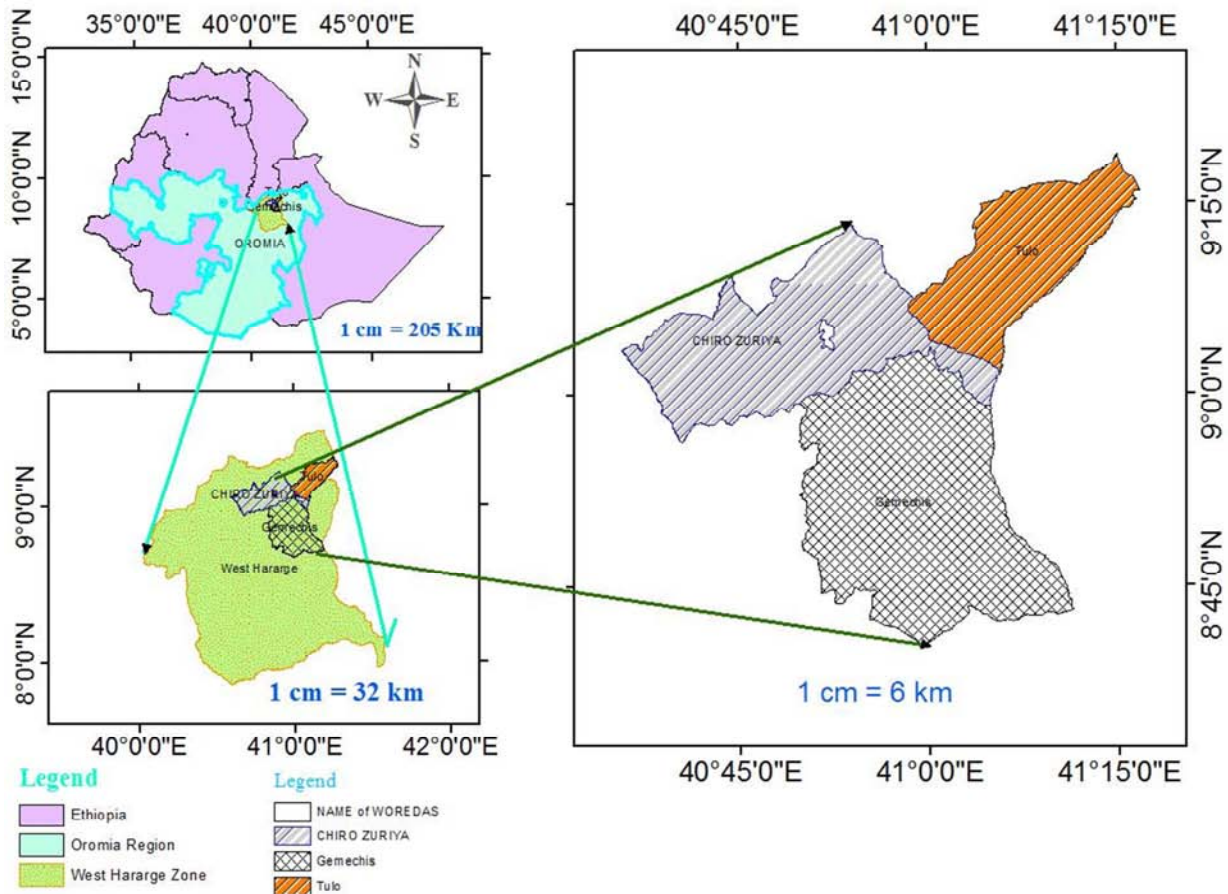 35°0'0"E 40°0'0"E 45°0'0"E
15°0'0"N
10°0'0"N
5°0'0"N
N
W E
S
Gemechis
OROMIA
1 cm = 205 Km
9°0'0"N
8°0'0"N
Tulo
CHIRO ZURIYA
Gemechis
West Hararge
1 cm = 32 km
40°0'0"E 41°0'0"E 42°0'0"E
40°45'0"E 41°0'0"E 41°15'0"E
Tulo
CHIRO ZURIYA
Gemechis
9°15'0"N
9°0'0"N
8°45'0"N
1 cm = 6 km
40°45'0"E 41°0'0"E 41°15'0"E
Legend
Ethiopia
Oromia Region
West Hararge Zone
Legend
NAME of WOREDAS
CHIRO ZURIYA
Gemechis
Tulo